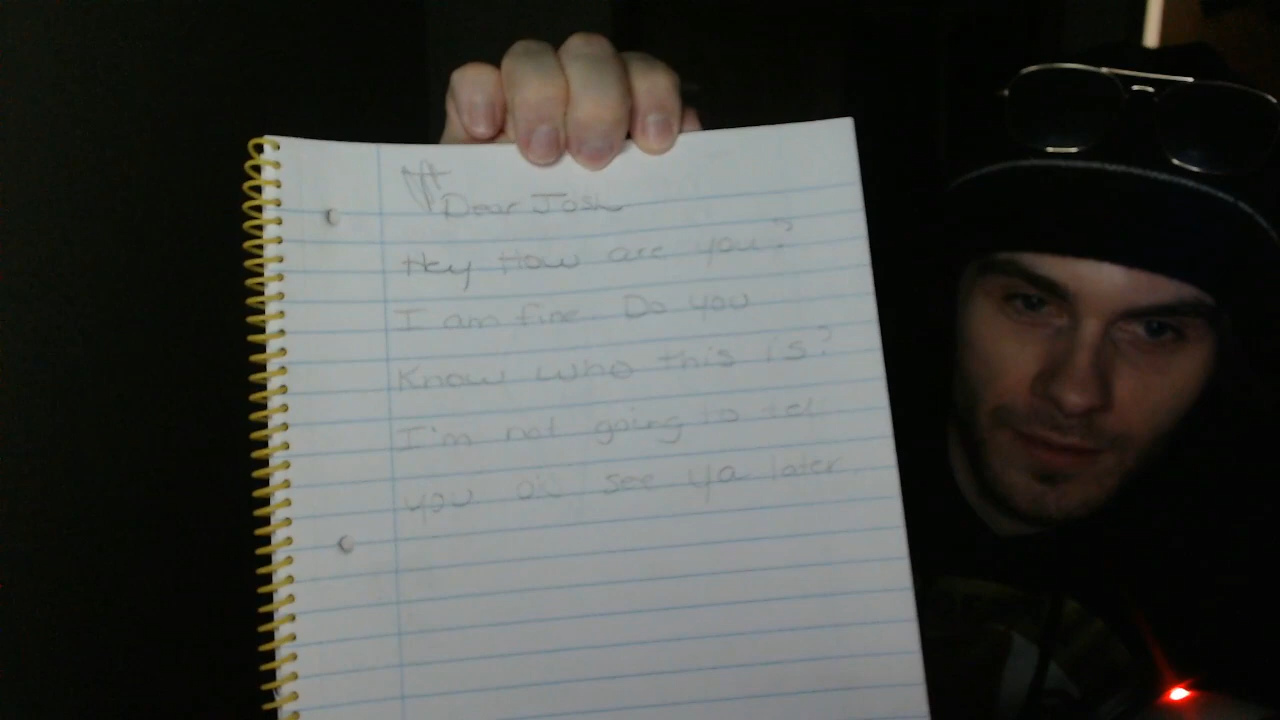 Dear Josh
Hey How are you?
I am fine. Do you
Know who this is?
I'm not going to tell
you ok see ya later.